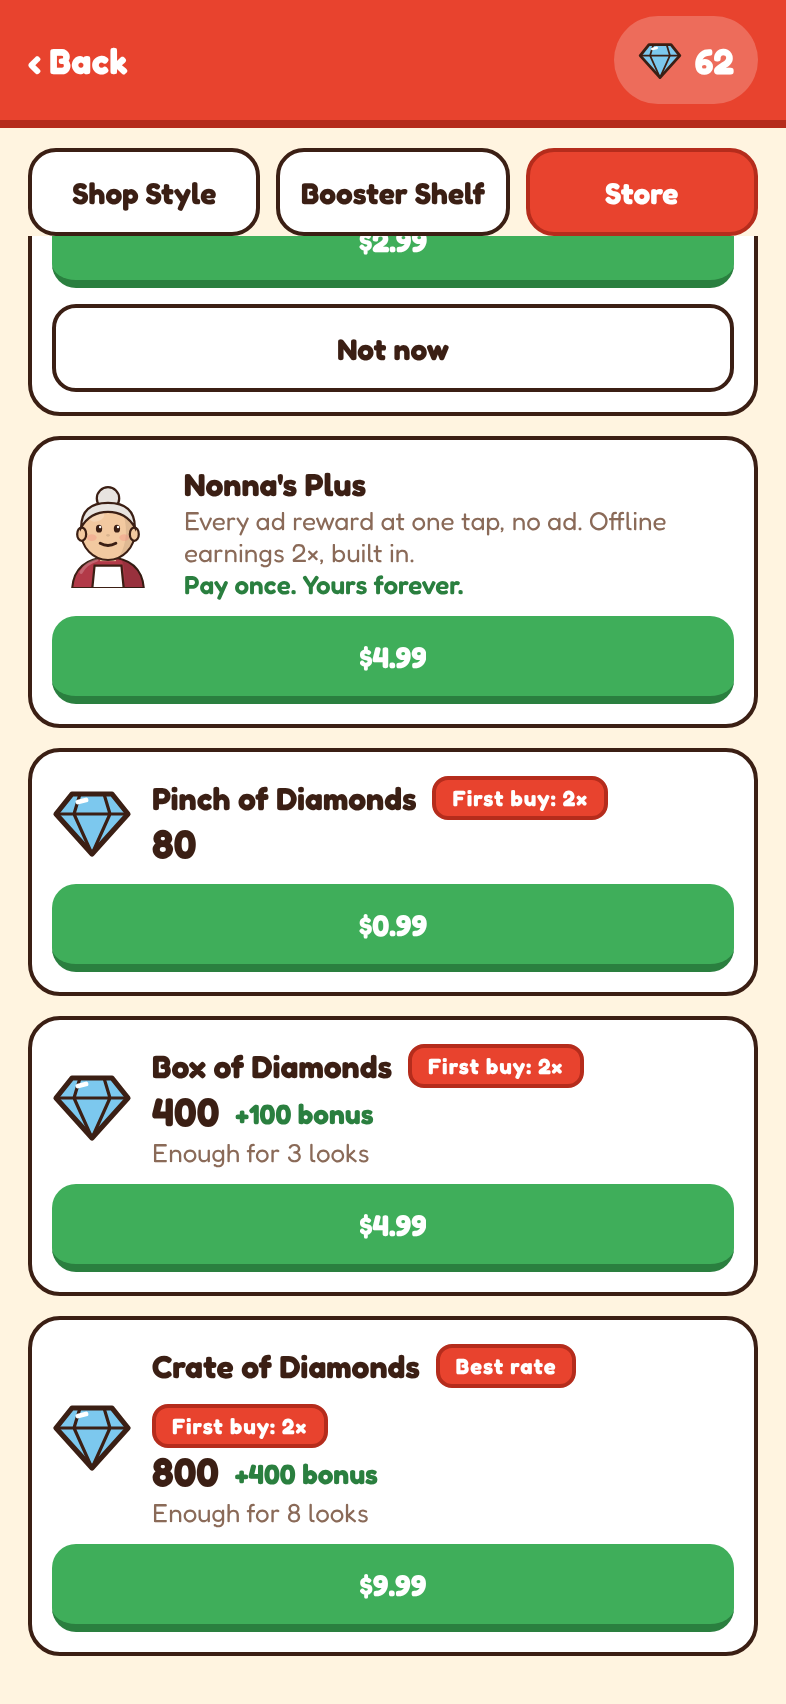 ‹ Back
62
Shop Style
Booster Shelf
Store
$2.99
Not now
Nonna's Plus
Every ad reward at one tap, no ad. Offline
earnings 2×, built in.
Pay once. Yours forever.
$4.99
Pinch of Diamonds First buy: 2×
80
$0.99
Box of Diamonds First buy: 2×
400 +100 bonus
Enough for 3 looks
$4.99
Crate of Diamonds Best rate
First buy: 2×
800 +400 bonus
Enough for 8 looks
$9.99